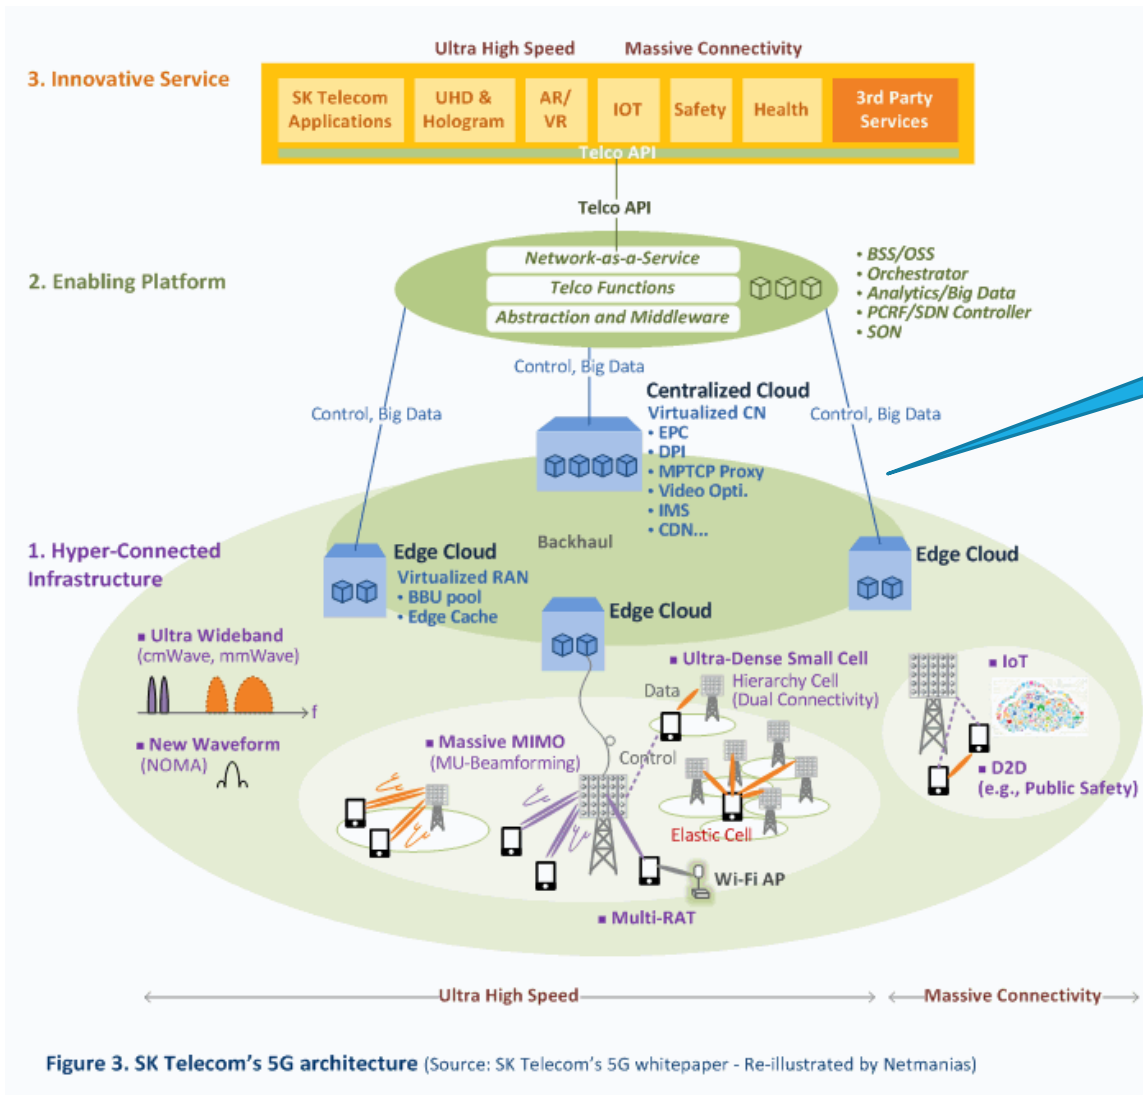 Ultra High Speed
Massive Connectivity
3. Innovative Service
SK Telecom
Applications
UHD &
Hologram
AR/
VR
IOT
Safety
Health
3rd Party
Services
Telco API
Telco API
2. Enabling Platform
Network-as-a-Service
Telco Functions
Abstraction and Middleware
• BSS/OSS
• Orchestrator
• Analytics/Big Data
• PCRF/SDN Controller
• SON
Control, Big Data
Control, Big Data
Control, Big Data
Centralized Cloud
Virtualized CN
• EPC
• DPI
• MPTCP Proxy
• Video Opti.
• IMS
• CDN...
Backhaul
1. Hyper-Connected
Infrastructure
Edge Cloud
Virtualized RAN
• BBU pool
• Edge Cache
Edge Cloud
Edge Cloud
▪ Ultra Wideband
(cmWave, mmWave)
f
▪ New Waveform
(NOMA)
▪ Massive MIMO
(MU-Beamforming)
▪ Ultra-Dense Small Cell
Hierarchy Cell
(Dual Connectivity)
Data
Control
Elastic Cell
Wi-Fi AP
▪ Multi-RAT
▪ IoT
▪ D2D
(e.g., Public Safety)
Ultra High Speed
Massive Connectivity
Figure 3. SK Telecom's 5G architecture (Source: SK Telecom's 5G whitepaper - Re-illustrated by Netmanias)